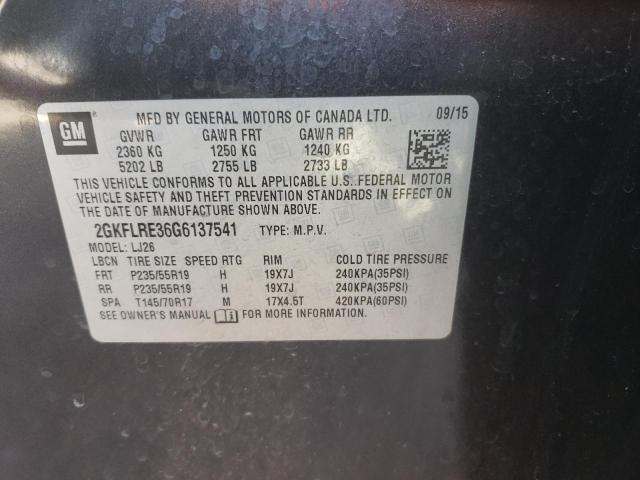 GM
MFD BY GENERAL MOTORS OF CANADA LTD. 09/15
GVWR GAWR FRT GAWR RR
2360 KG 1250 KG 1240 KG
5202 LB 2755 LB 2733 LB
THIS VEHICLE CONFORMS TO ALL APPLICABLE U.S. FEDERAL MOTOR
VEHICLE SAFETY AND THEFT PREVENTION STANDARDS IN EFFECT ON
THE DATE OF MANUFACTURE SHOWN ABOVE.
2GKFLRE36G6137541 TYPE: M.P.V.
MODEL: LJ26
LBCN TIRE SIZE SPEED RTG RIM COLD TIRE PRESSURE
FRT P235/55R19 H 19X7J 240KPA(35PSI)
RR P235/55R19 H 19X7J 240KPA(35PSI)
SPA T145/70R17 M 17X4.5T 420KPA(60PSI)
SEE OWNER'S MANUAL FOR MORE INFORMATION.